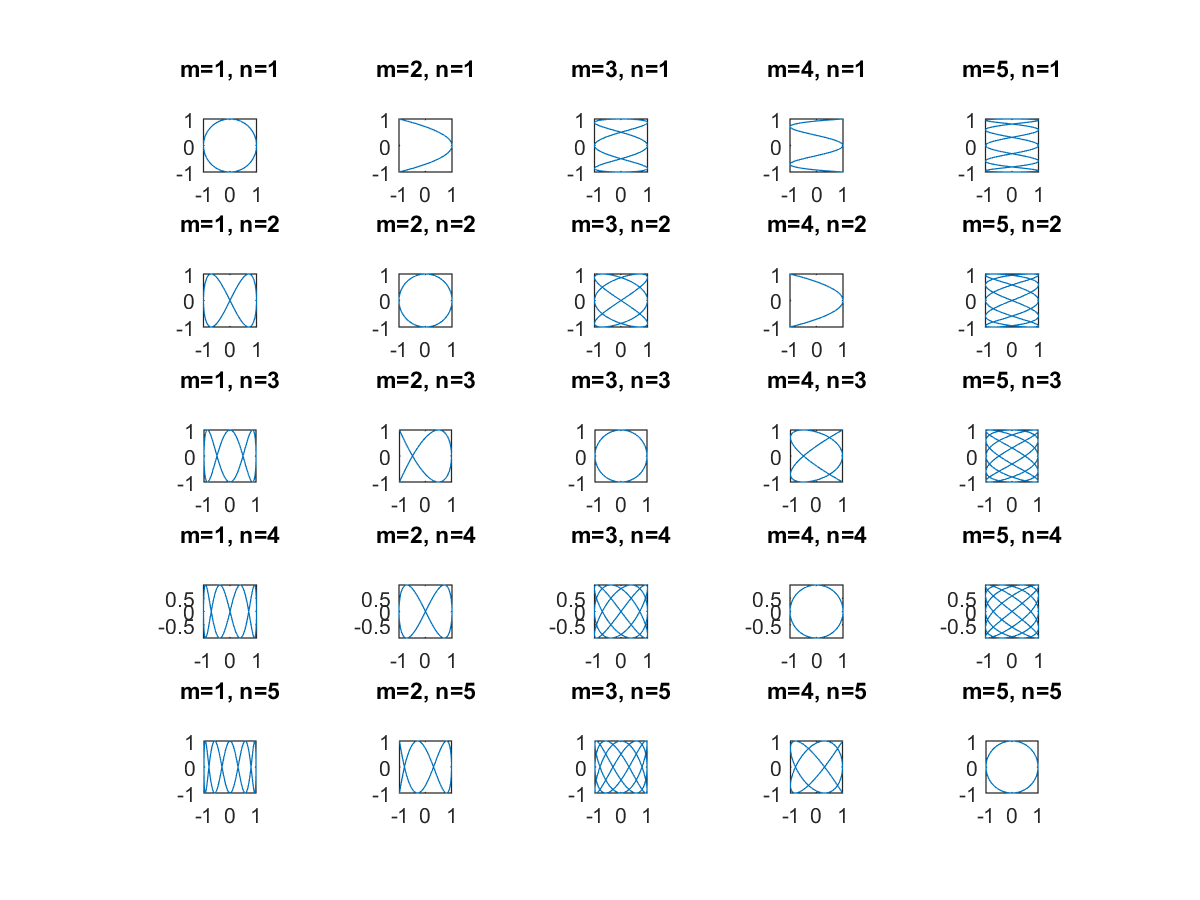 m=1, n=1 m=2, n=1 m=3, n=1 m=4, n=1 m=5, n=1
1 1 1 1 1
0 0 0 0 0
-1 -1 -1 -1 -1
-1 0 1 -1 0 1 -1 0 1 -1 0 1 -1 0 1
m=1, n=2 m=2, n=2 m=3, n=2 m=4, n=2 m=5, n=2
1 1 1 1 1
0 0 0 0 0
-1 -1 -1 -1 -1
-1 0 1 -1 0 1 -1 0 1 -1 0 1 -1 0 1
m=1, n=3 m=2, n=3 m=3, n=3 m=4, n=3 m=5, n=3
1 1 1 1 1
0 0 0 0 0
-1 -1 -1 -1 -1
-1 0 1 -1 0 1 -1 0 1 -1 0 1 -1 0 1
m=1, n=4 m=2, n=4 m=3, n=4 m=4, n=4 m=5, n=4
0.5 0.5 0.5 0.5 0.5
0 0 0 0 0
-0.5 -0.5 -0.5 -0.5 -0.5
-1 0 1 -1 0 1 -1 0 1 -1 0 1 -1 0 1
m=1, n=5 m=2, n=5 m=3, n=5 m=4, n=5 m=5, n=5
1 1 1 1 1
0 0 0 0 0
-1 -1 -1 -1 -1
-1 0 1 -1 0 1 -1 0 1 -1 0 1 -1 0 1